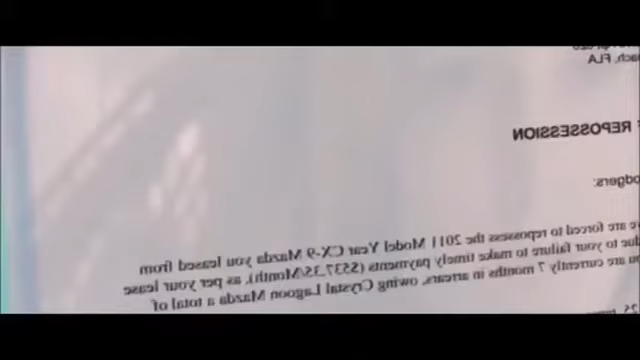 ach, FLA
REPOSSESSION
odgers:
are forced to repossess the 2011 Model Year CX-9 Mazda you leased from
due to your failure to make timely payments ($537.35/Month), as per your lease
ou are currently 7 months in arrears, owing Crystal Lagoon Mazda a total of